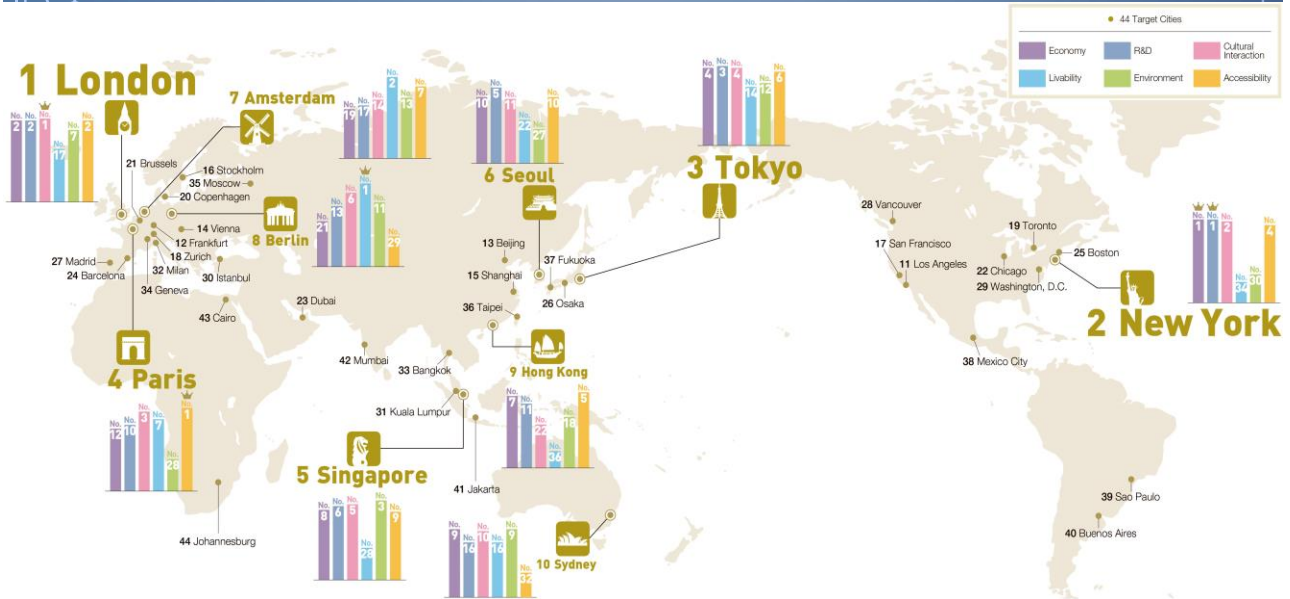 44 Target Cities
Economy
R&D
Cultural
Interaction
Livability
Environment
Accessibility
1 London
No. 2
No. 2
No. 1
No. 17
No. 7
No. 2
7 Amsterdam
No. 19
No. 17
No. 14
No. 2
No. 13
No. 7
6 Seoul
No. 10
No. 5
No. 11
No. 22
No. 27
No. 10
3 Tokyo
No. 4
No. 3
No. 4
No. 14
No. 12
No. 6
21 Brussels
16 Stockholm
35 Moscow
20 Copenhagen
14 Vienna
12 Frankfurt
18 Zurich
32 Milan
27 Madrid
24 Barcelona
34 Geneva
30 Istanbul
8 Berlin
No. 21
No. 13
No. 6
No. 1
No. 11
No. 29
43 Cairo
23 Dubai
42 Mumbai
33 Bangkok
31 Kuala Lumpur
13 Beijing
15 Shanghai
36 Taipei
37 Fukuoka
26 Osaka
9 Hong Kong
No. 7
No. 11
No. 22
No. 36
No. 18
No. 5
28 Vancouver
17 San Francisco
11 Los Angeles
19 Toronto
22 Chicago
25 Boston
29 Washington, D.C.
2 New York
No. 1
No. 1
No. 2
No. 34
No. 30
No. 4
38 Mexico City
4 Paris
No. 12
No. 10
No. 3
No. 7
No. 28
No. 1
5 Singapore
No. 8
No. 6
No. 5
No. 28
No. 3
No. 9
41 Jakarta
10 Sydney
No. 9
No. 16
No. 10
No. 16
No. 9
No. 32
44 Johannesburg
39 Sao Paulo
40 Buenos Aires